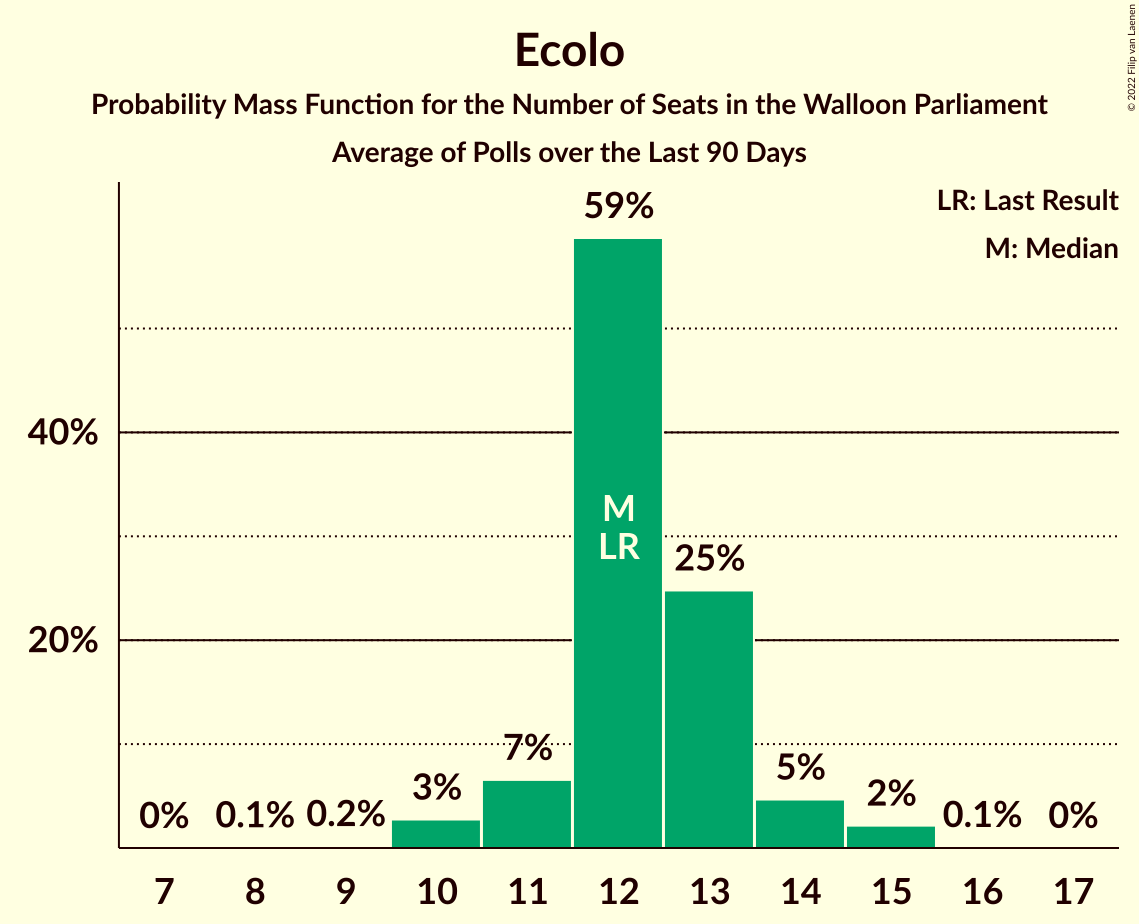 Ecolo
Probability Mass Function for the Number of Seats in the Walloon Parliament
Average of Polls over the Last 90 Days
© 2022 Filip van Laenen
LR: Last Result
M: Median
59%
40%
M
LR
25%
20%
7%
5%
3%
2%
0%
0.1%
0.2%
0.1%
0%
7 8 9 10 11 12 13 14 15 16 17